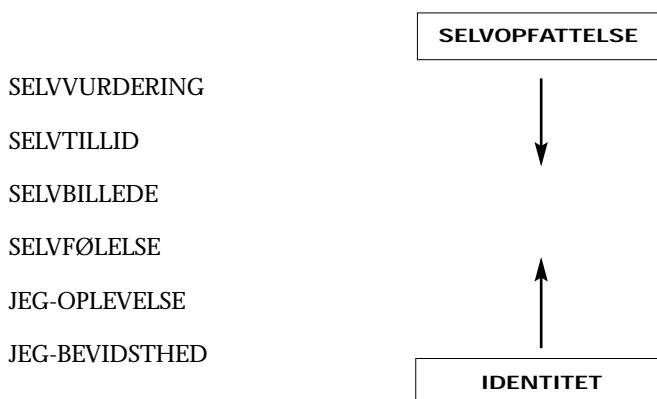 SELVOPFATTELSE
SELVVURDERING
SELVTILLID
SELVBILLEDE
SELVFØLELSE
JEG-OPLEVELSE
JEG-BEVIDSTHED
IDENTITET